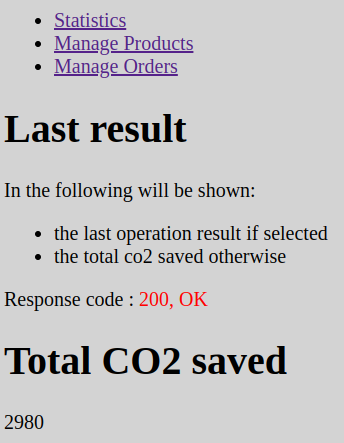 Statistics
Manage Products
Manage Orders
Last result
In the following will be shown:
the last operation result if selected
the total co2 saved otherwise
Response code : 200, OK
Total CO2 saved
2980